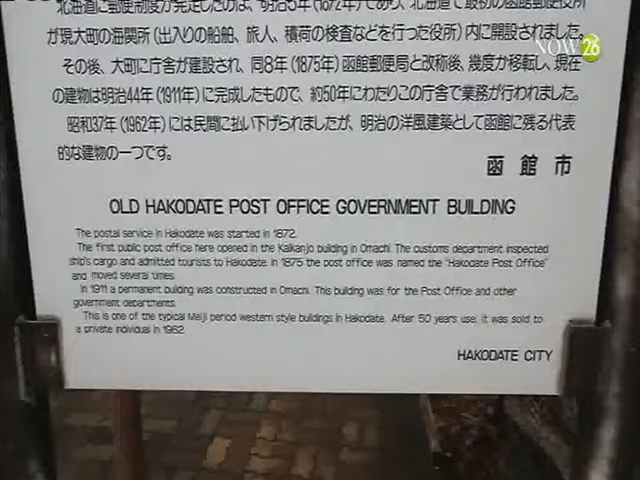 北海道に郵便制度が発足したのは、明治5年(1872年)であり、北海道で最初の函館郵便役所
が現大町の海関所(出入りの船舶、旅人、積荷の検査などを行った役所)内に開設されました。
その後、大町に庁舎が建設され、同8年(1875年)函館郵便局と改称後、幾度か移転し、現在
の建物は明治44年(1911年)に完成したもので、約50年にわたりこの庁舎で業務が行われました。
昭和37年(1962年)には民間に払い下げられましたが、明治の洋風建築として函館に残る代表
的な建物の一つです。
函館市
OLD HAKODATE POST OFFICE GOVERNMENT BUILDING
The postal service in Hakodate was started in 1872.
The first public post office here opened in the Kaikanjo building in Omachi. The customs department inspected
ship's cargo and admitted tourists to Hakodate. In 1875 the post office was named the "Hakodate Post Office"
and moved several times.
In 1911 a permanent building was constructed in Omachi. This building was for the Post Office and other
government departments.
This is one of the typical Meiji period western style buildings in Hakodate. After 50 years use, it was sold to
a private individual in 1962.
HAKODATE CITY
NOW 26